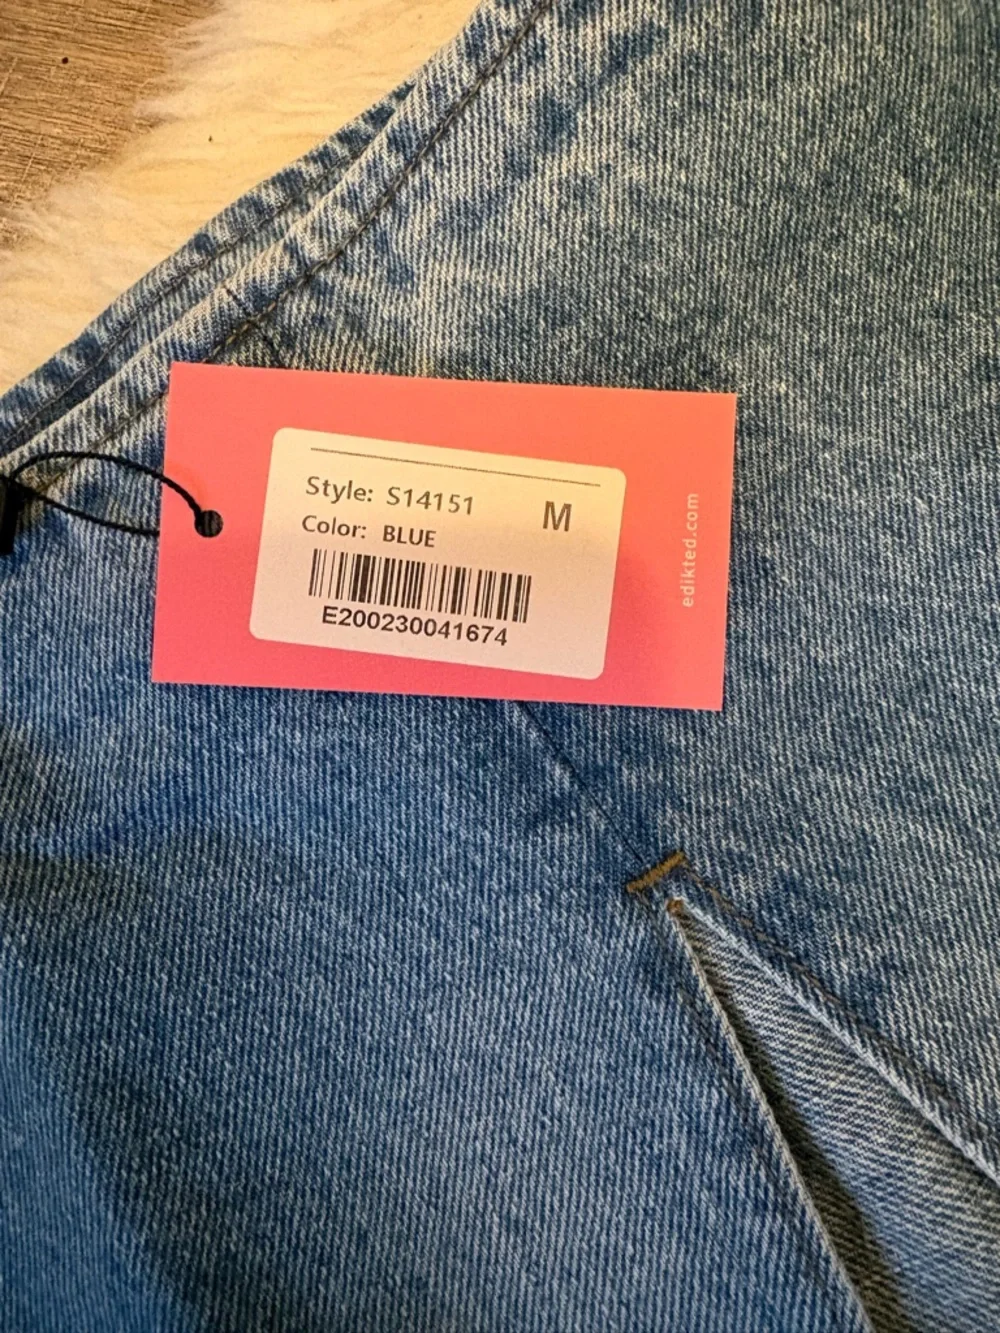 Style: S14151
M
Color: BLUE
E200230041674
edikted.com